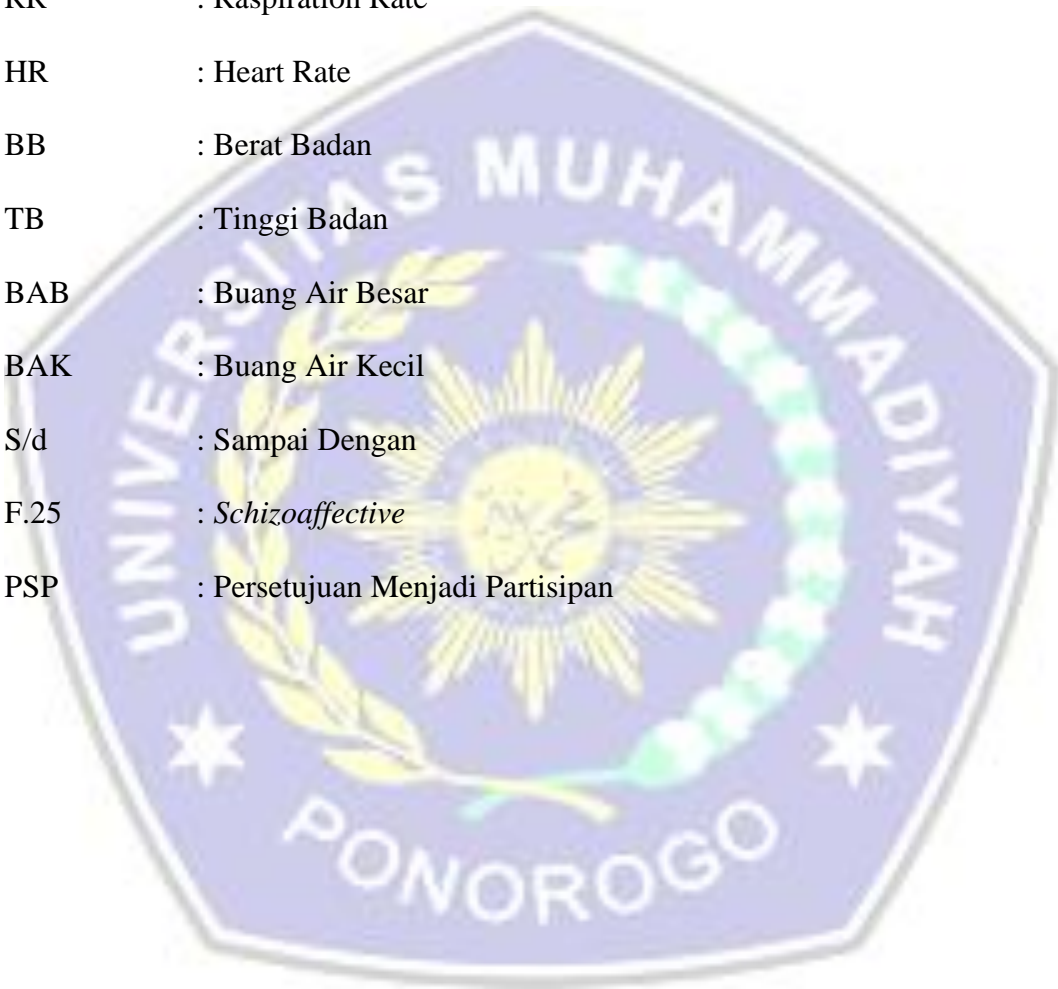 RR : Raspiration Rate
HR : Heart Rate
BB : Berat Badan
TB : Tinggi Badan
BAB : Buang Air Besar
BAK : Buang Air Kecil
S/d : Sampai Dengan
F.25 : Schizoaffective
PSP : Persetujuan Menjadi Partisipan
UNIVERSITAS MUHAMMADIYAH
PONOROGO